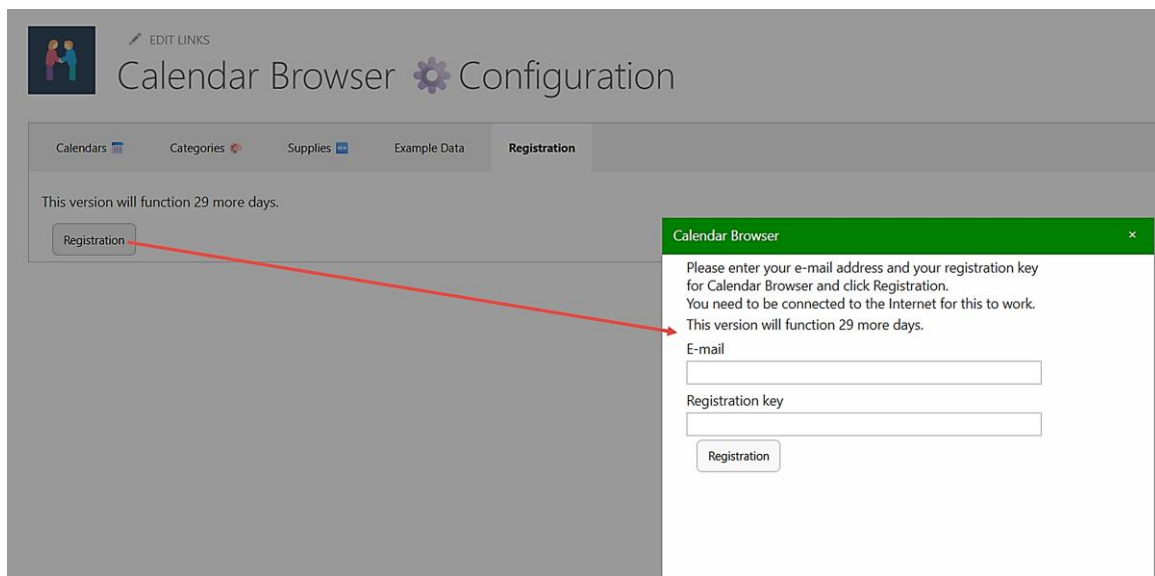 EDIT LINKS
Calendar Browser Configuration
Calendars Categories Supplies Example Data Registration
This version will function 29 more days.
Registration
Calendar Browser ×
Please enter your e-mail address and your registration key
for Calendar Browser and click Registration.
You need to be connected to the Internet for this to work.
This version will function 29 more days.
E-mail
Registration key
Registration